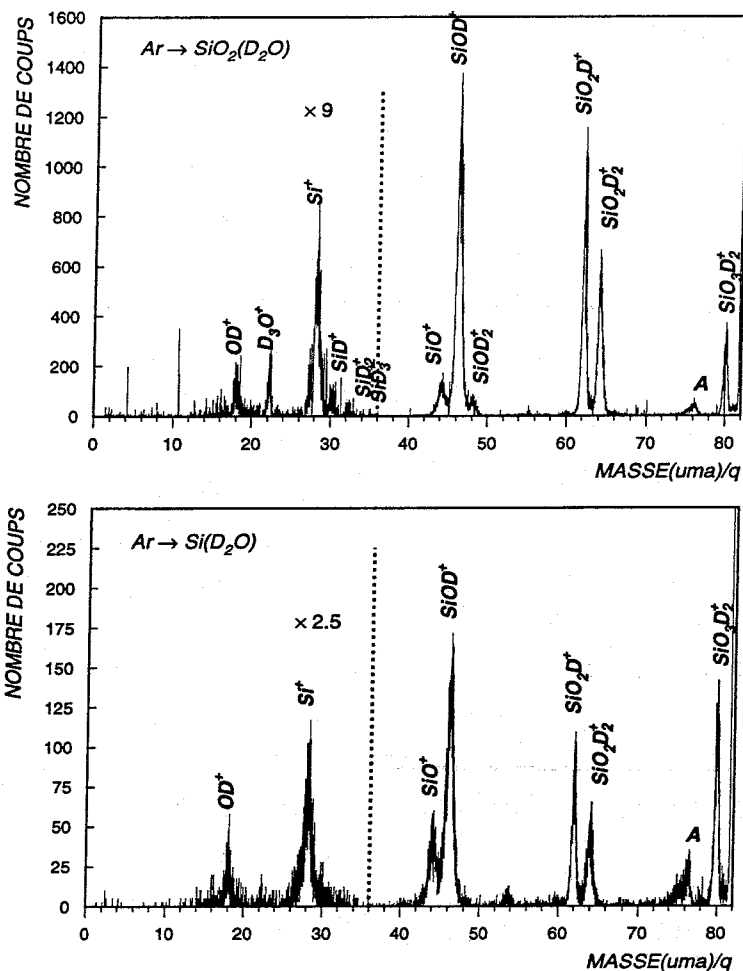 NOMBRE DE COUPS
1600
1400
1200
1000
800
600
400
200
0
Ar → SiO₂(D₂O)
× 9
OD⁺
D₃O⁺
Si⁺
SiD⁺
SiD₂⁺
SiD₃⁺
SiO⁺
SiOD⁺
SiOD₂⁺
SiO₂D⁺
SiO₂D₂⁺
A
SiO₃D₂⁺
0 10 20 30 40 50 60 70 80
MASSE(uma)/q
NOMBRE DE COUPS
250
225
200
175
150
125
100
75
50
25
0
Ar → Si(D₂O)
× 2.5
OD⁺
Si⁺
SiO⁺
SiOD⁺
SiO₂D⁺
SiO₂D₂⁺
A
SiO₃D₂⁺
0 10 20 30 40 50 60 70 80
MASSE(uma)/q